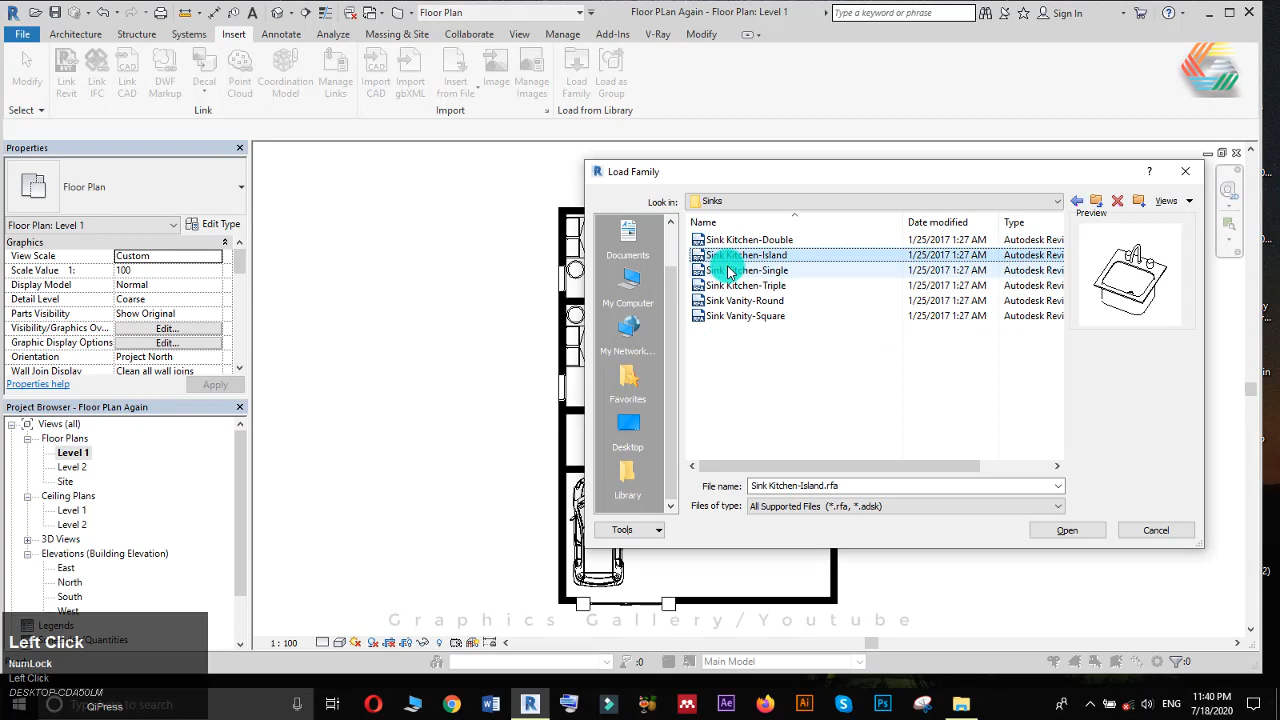 Floor Plan
Floor PLan Again - Floor Plan: Level 1
Type a keyword or phrase
Sign In
File
Architecture
Structure
Systems
Insert
Annotate
Analyze
Massing & Site
Collaborate
View
Manage
Add-Ins
V-Ray
Modify
Modify
Link Revit
Link IFC
Link CAD
DWF Markup
Decal
Point Cloud
Coordination Model
Manage Links
Import CAD
Import gbXML
Insert from File
Image
Manage Images
Load Family
Load as Group
Select
Link
Import
Load from Library
Properties
Floor Plan
Floor Plan: Level 1
Edit Type
Graphics
View Scale Custom
Scale Value 1: 100
Display Model Normal
Detail Level Coarse
Parts Visibility Show Original
Visibility/Graphics Ov... Edit...
Graphic Display Options Edit...
Orientation Project North
Wall Join Display Clean all wall joins
Properties help
Apply
Project Browser - Floor PLan Again
Views (all)
Floor Plans
Level 1
Level 2
Site
Ceiling Plans
Level 1
Level 2
3D Views
Elevations (Building Elevation)
East
North
South
West
Legends
Load Family
Look in:
Sinks
Views
Name
Date modified
Type
Preview
Sink Kitchen-Double 1/25/2017 1:27 AM Autodesk Revi
Sink Kitchen-Island 1/25/2017 1:27 AM Autodesk Revi
Sink Kitchen-Single 1/25/2017 1:27 AM Autodesk Revi
Sink Kitchen-Triple 1/25/2017 1:27 AM Autodesk Revi
Sink Vanity-Round 1/25/2017 1:27 AM Autodesk Revi
Sink Vanity-Square 1/25/2017 1:27 AM Autodesk Revi
Documents
My Computer
My Network...
Favorites
Desktop
Library
File name: Sink Kitchen-Island.rfa
Files of type: All Supported Files (*.rfa, *.adsk)
Tools
Open
Cancel
Graphics Gallery/Youtube
1 : 100
:0
Main Model
:0
Left Click
NumLock
Left Click
DESKTOP-CDA50LM
QiPress
ENG
11:40 PM
7/18/2020